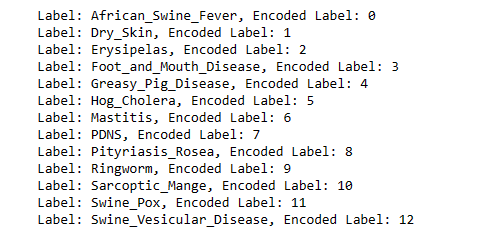 Label: African_Swine_Fever, Encoded Label: 0
Label: Dry_Skin, Encoded Label: 1
Label: Erysipelas, Encoded Label: 2
Label: Foot_and_Mouth_Disease, Encoded Label: 3
Label: Greasy_Pig_Disease, Encoded Label: 4
Label: Hog_Cholera, Encoded Label: 5
Label: Mastitis, Encoded Label: 6
Label: PDNS, Encoded Label: 7
Label: Pityriasis_Rosea, Encoded Label: 8
Label: Ringworm, Encoded Label: 9
Label: Sarcoptic_Mange, Encoded Label: 10
Label: Swine_Pox, Encoded Label: 11
Label: Swine_Vesicular_Disease, Encoded Label: 12